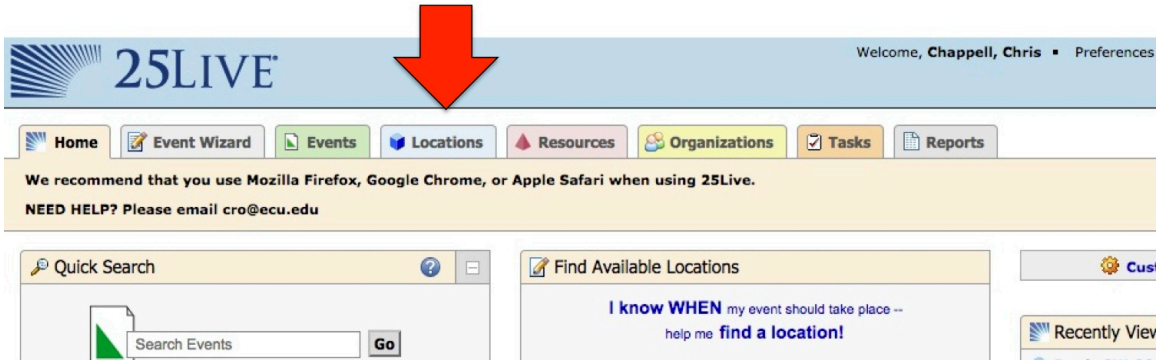 25LIVE
Welcome, Chappell, Chris ▪ Preferences
Home Event Wizard Events Locations Resources Organizations Tasks Reports
We recommend that you use Mozilla Firefox, Google Chrome, or Apple Safari when using 25Live.
NEED HELP? Please email cro@ecu.edu
Quick Search
Search Events Go
Find Available Locations
I know WHEN my event should take place --
help me find a location!
Cust
Recently View